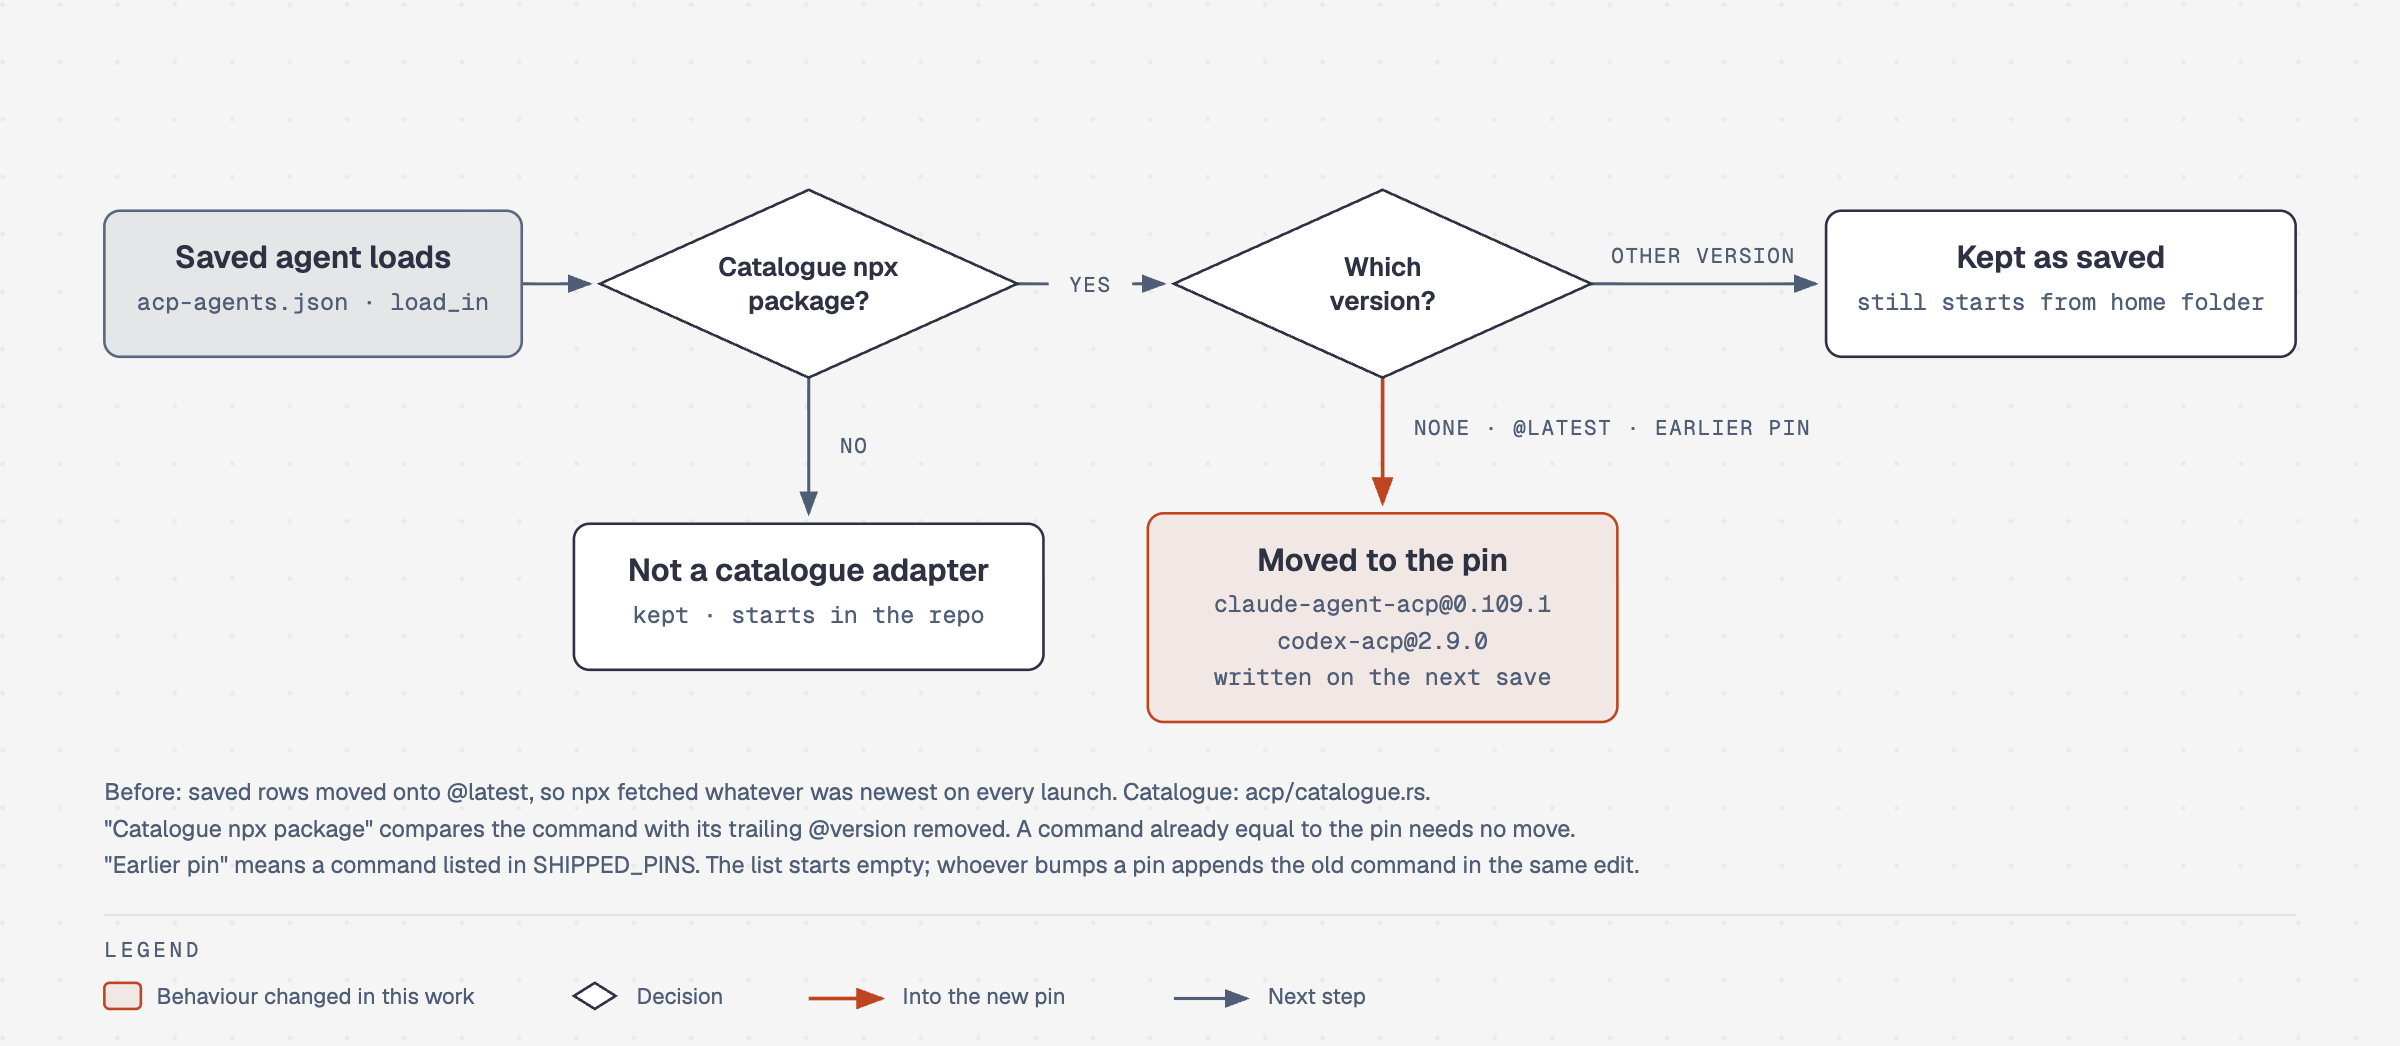 Saved agent loads
acp-agents.json · load_in
Catalogue npx
package?
YES
Which
version?
OTHER VERSION
Kept as saved
still starts from home folder
NO
NONE · @LATEST · EARLIER PIN
Not a catalogue adapter
kept · starts in the repo
Moved to the pin
claude-agent-acp@0.109.1
codex-acp@2.9.0
written on the next save
Before: saved rows moved onto @latest, so npx fetched whatever was newest on every launch. Catalogue: acp/catalogue.rs.
"Catalogue npx package" compares the command with its trailing @version removed. A command already equal to the pin needs no move.
"Earlier pin" means a command listed in SHIPPED_PINS. The list starts empty; whoever bumps a pin appends the old command in the same edit.
LEGEND
Behaviour changed in this work
Decision
Into the new pin
Next step